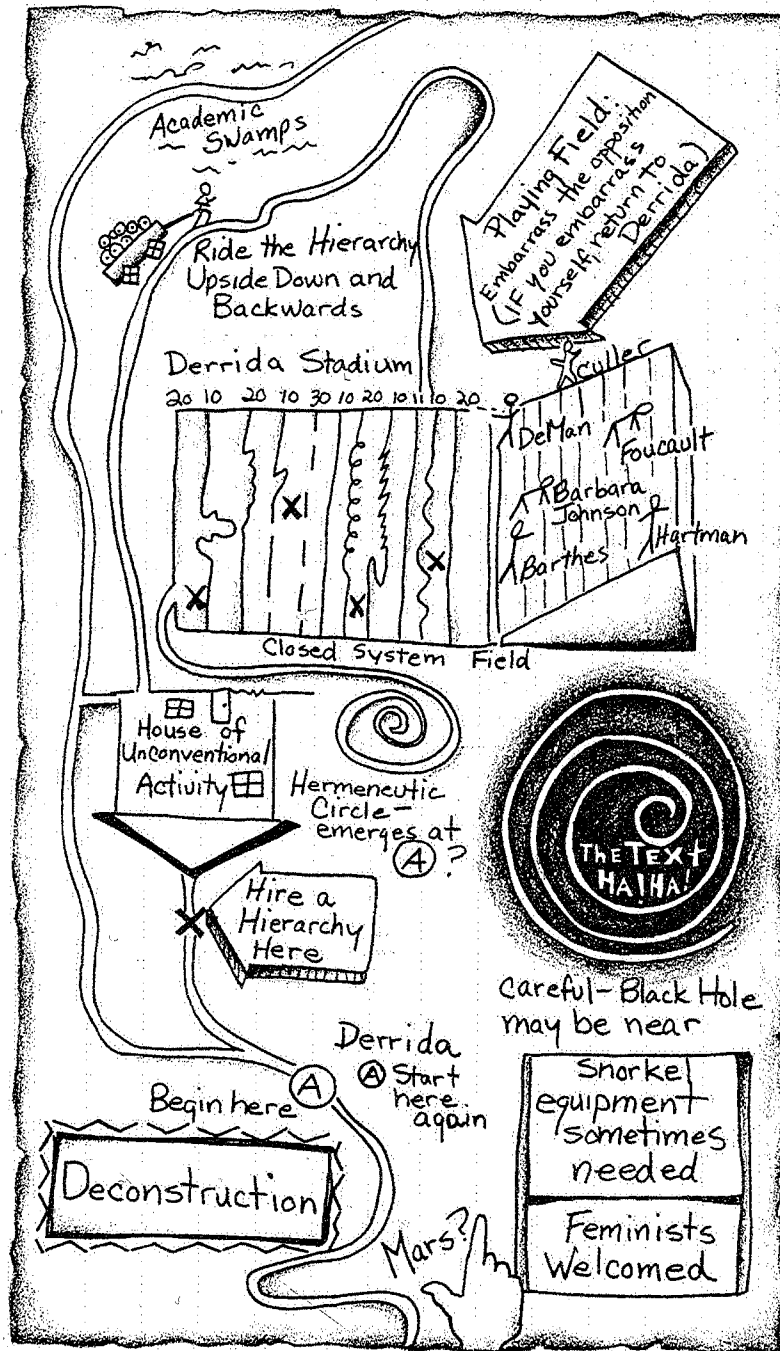 Academic
Swamps
Playing Field:
Embarrass the opposition
(IF you embarrass
yourself, return to
Derrida)
Ride the Hierarchy
Upside Down and
Backwards
Derrida Stadium
20 10 20 10 30 10 20 10 11 10 20
Culler
DeMan
Foucault
Barbara
Johnson
Hartman
Barthes
Closed System Field
House of
Unconventional
Activity
Hermeneutic
Circle-
emerges at
A ?
The TEXT
HA!HA!
Hire a
Hierarchy
Here
Careful-Black Hole
may be near
Derrida
A Start
here
again
A
Begin here
Deconstruction
Snorkel
equipment
sometimes
needed
Mars?
Feminists
Welcomed